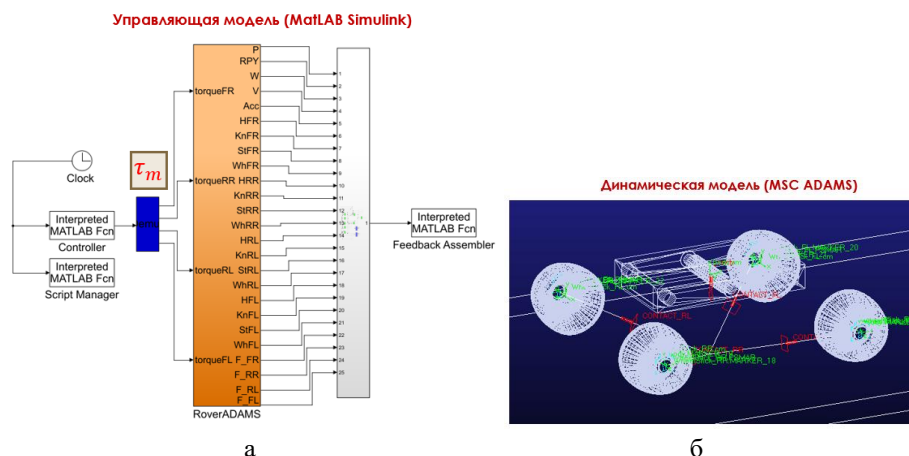 Управляющая модель (MatLAB Simulink)
P
RPY
W
V
Acc
HFR
KnFR
StFR
WhFR
HRR
KnRR
StRR
WhRR
HRL
KnRL
StRL
WhRL
HFL
KnFL
StFL
WhFL
F_FR
F_RR
F_RL
F_FL
torqueFR
torqueRR
torqueRL
torqueFL
RoverADAMS
1
2
3
4
5
6
7
8
9
10
11
12
13
14
15
16
17
18
19
20
21
22
23
24
25
1
τm
Clock
Interpreted
MATLAB Fcn
Controller
Interpreted
MATLAB Fcn
Script Manager
Interpreted
MATLAB Fcn
Feedback Assembler
а
Динамическая модель (MSC ADAMS)
CONTACT_RL
б